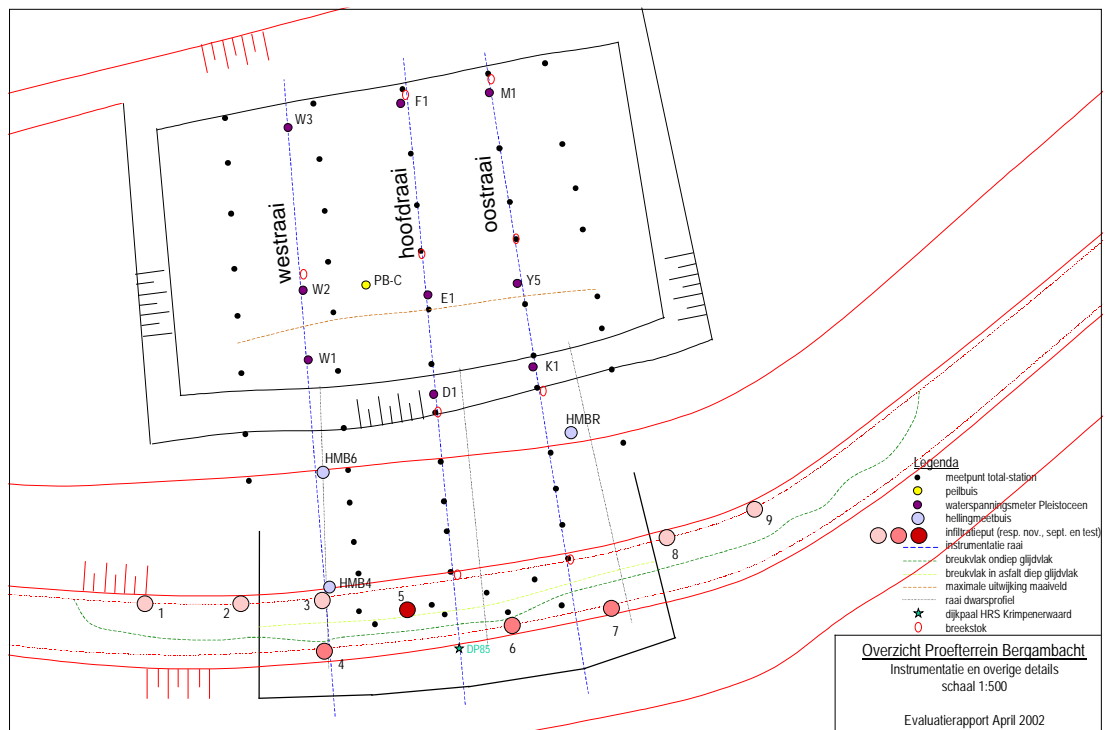 M1
F1
W3
westraai
hoofdraai
oostraai
W2
PB-C
E1
Y5
W1
D1
K1
HMBR
HMB6
HMB4
1
2
3
4
5
6
7
8
9
DP85
Legenda
meetpunt total-station
peilbuis
waterspanningsmeter Pleistoceen
hellingmeetbuis
infiltratieput (resp. nov., sept. en test)
instrumentatie raai
breukvlak ondiep glijdvlak
breukvlak in asfalt diep glijdvlak
maximale uitwijking maaiveld
raai dwarsprofiel
dijkpaal HRS Krimpenerwaard
breekstok
Overzicht Proefterrein Bergambacht
Instrumentatie en overige details
schaal 1:500
Evaluatierapport April 2002